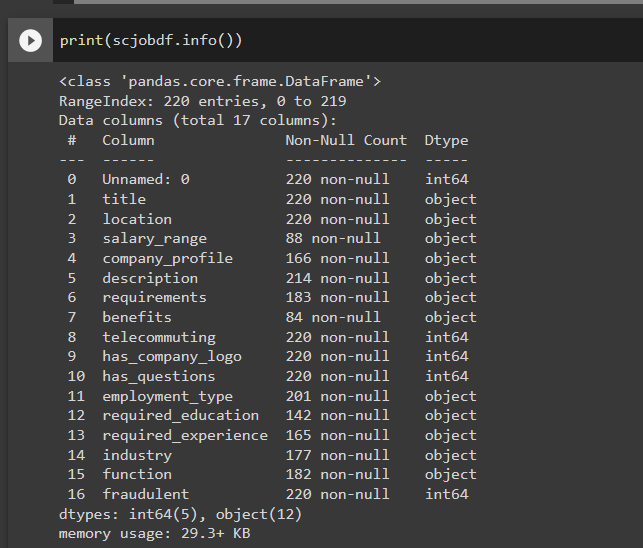 print(scjobdf.info())
<class 'pandas.core.frame.DataFrame'>
RangeIndex: 220 entries, 0 to 219
Data columns (total 17 columns):
 #   Column               Non-Null Count  Dtype
---  ------               --------------  -----
 0   Unnamed: 0           220 non-null    int64
 1   title                220 non-null    object
 2   location             220 non-null    object
 3   salary_range         88 non-null     object
 4   company_profile      166 non-null    object
 5   description          214 non-null    object
 6   requirements         183 non-null    object
 7   benefits             84 non-null     object
 8   telecommuting        220 non-null    int64
 9   has_company_logo     220 non-null    int64
 10  has_questions        220 non-null    int64
 11  employment_type      201 non-null    object
 12  required_education   142 non-null    object
 13  required_experience  165 non-null    object
 14  industry             177 non-null    object
 15  function             182 non-null    object
 16  fraudulent           220 non-null    int64
dtypes: int64(5), object(12)
memory usage: 29.3+ KB